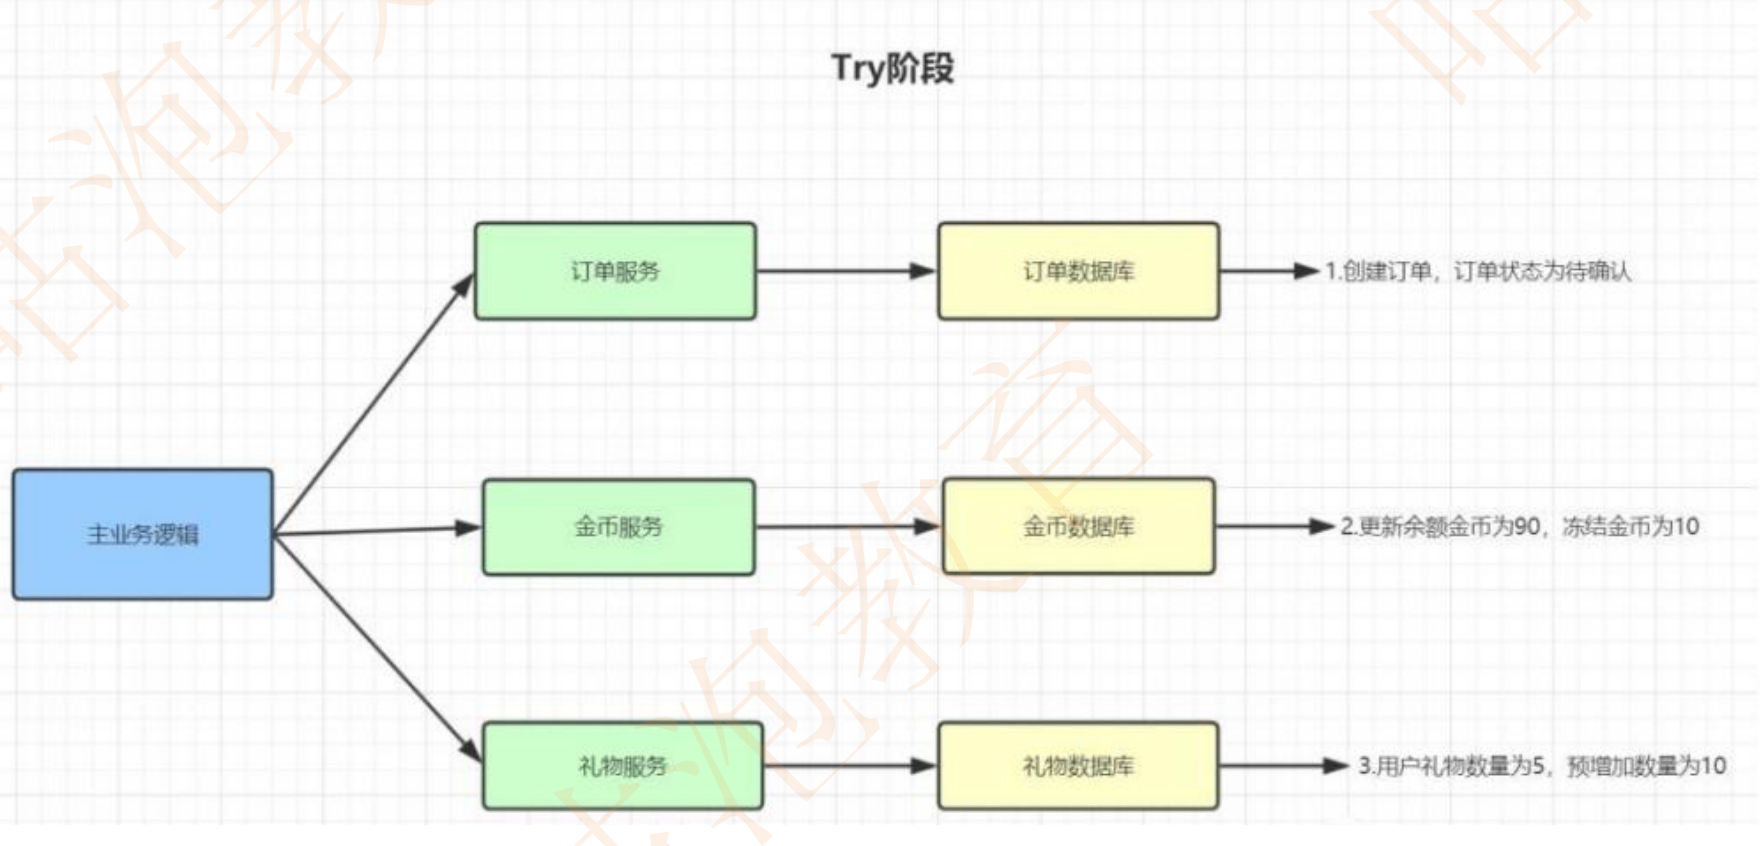 Try阶段
订单服务
订单数据库
1.创建订单，订单状态为待确认
主业务逻辑
金币服务
金币数据库
2.更新余额金币为90，冻结金币为10
礼物服务
礼物数据库
3.用户礼物数量为5，预增加数量为10
咕泡教育